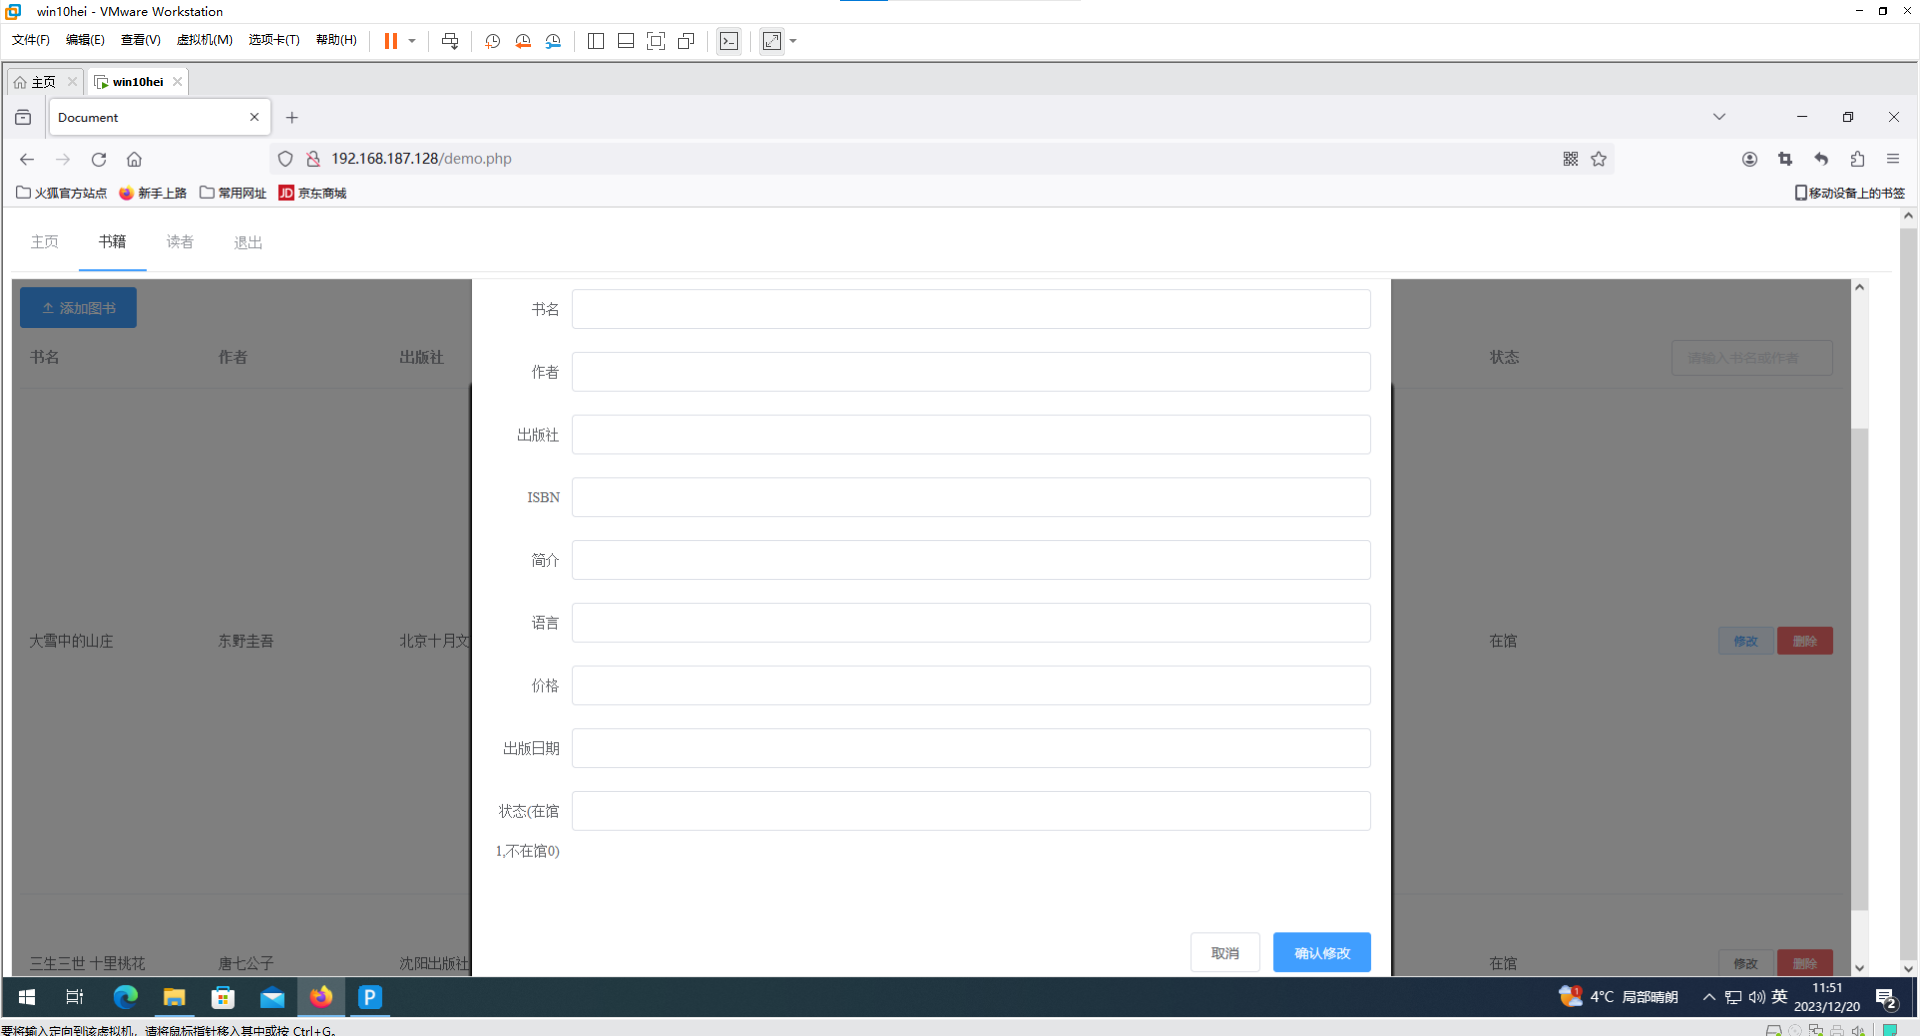 win10hei - VMware Workstation
文件(F) 编辑(E) 查看(V) 虚拟机(M) 选项卡(T) 帮助(H)
主页 win10hei
Document
192.168.187.128/demo.php
火狐官方站点 新手上路 常用网址 JD 京东商城 移动设备上的书签
主页 书籍 读者 退出
添加图书
书名 作者 出版社 状态 请输入书名或作者
大雪中的山庄 东野圭吾 北京十月文 在馆 修改 删除
三生三世 十里桃花 唐七公子 沈阳出版社 在馆 修改 删除
书名
作者
出版社
ISBN
简介
语言
价格
出版日期
状态(在馆
1,不在馆0)
取消 确认修改
P 1 4°C 局部晴朗 英 11:51
2023/12/20 2
要将输入定向到该虚拟机，请将鼠标指针移入其中或按 Ctrl+G。